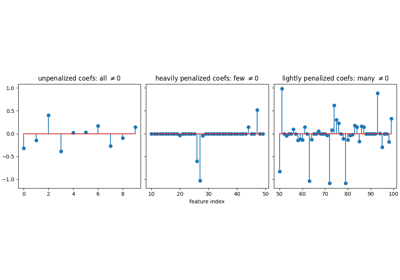 unpenalized coefs: all ≠0
heavily penalized coefs: few ≠0
lightly penalized coefs: many ≠0
1.0
0.5
0.0
−0.5
−1.0
0 2 4 6 8
10 20 30 40 50
50 60 70 80 90 100
feature index